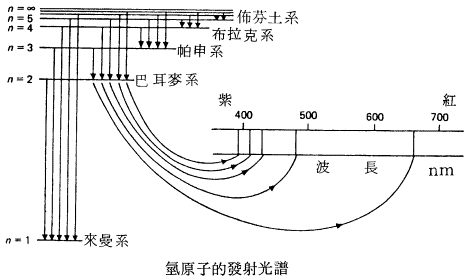 n=∞
n=5
n=4
n=3
n=2
n=1
佈芬土系
布拉克系
帕申系
巴耳麥系
來曼系
紫
紅
400
500
600
700
波長
nm
氫原子的發射光譜